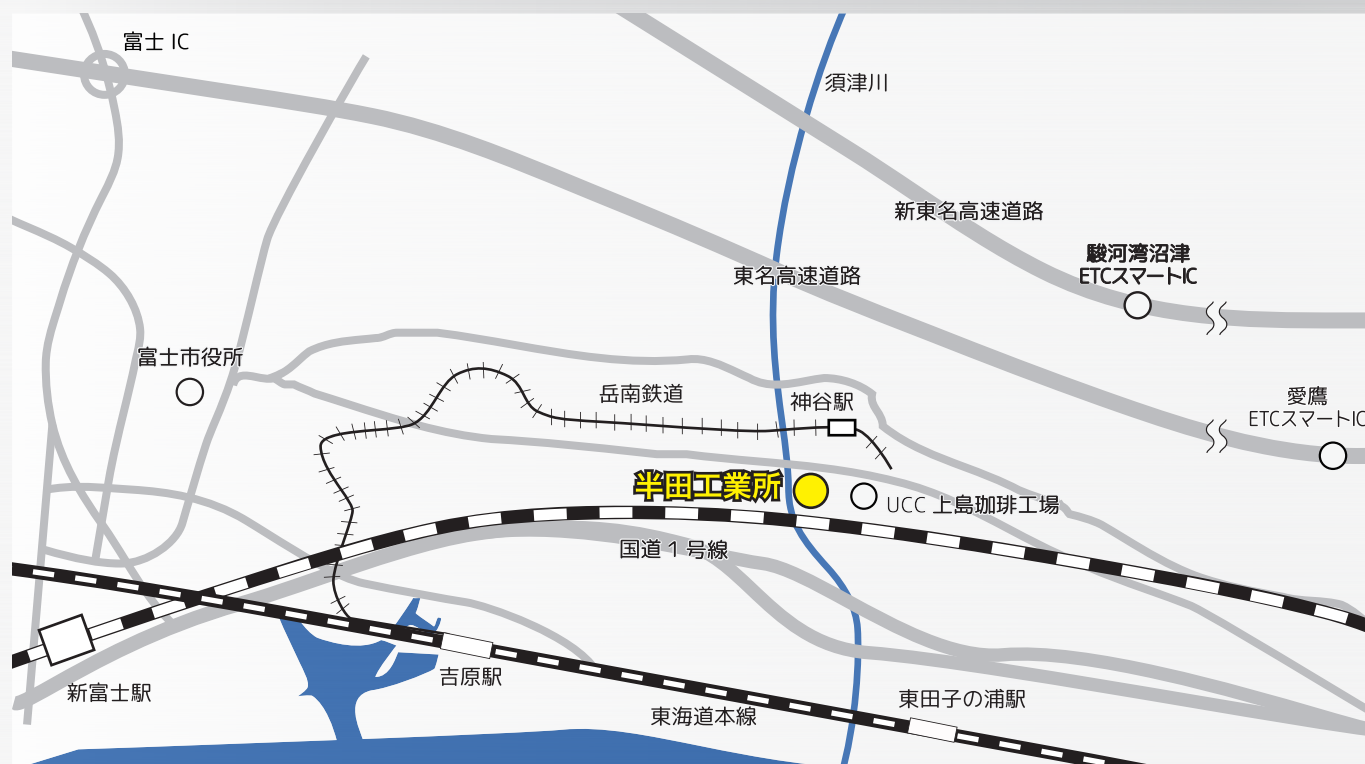 富士 IC
須津川
新東名高速道路
駿河湾沼津
ETCスマートIC
東名高速道路
富士市役所
岳南鉄道
神谷駅
愛鷹
ETCスマートIC
半田工業所
UCC 上島珈琲工場
国道1号線
新富士駅
吉原駅
東海道本線
東田子の浦駅